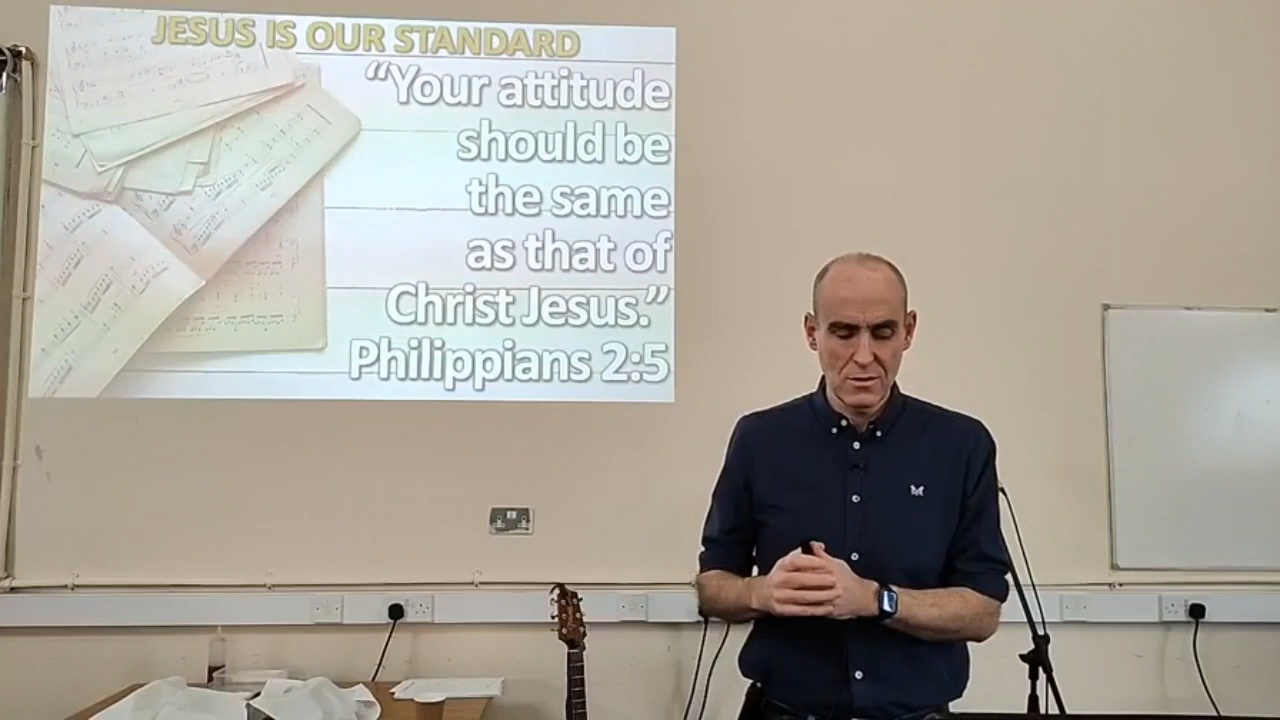 JESUS IS OUR STANDARD
“Your attitude
should be
the same
as that of
Christ Jesus.”
Philippians 2:5